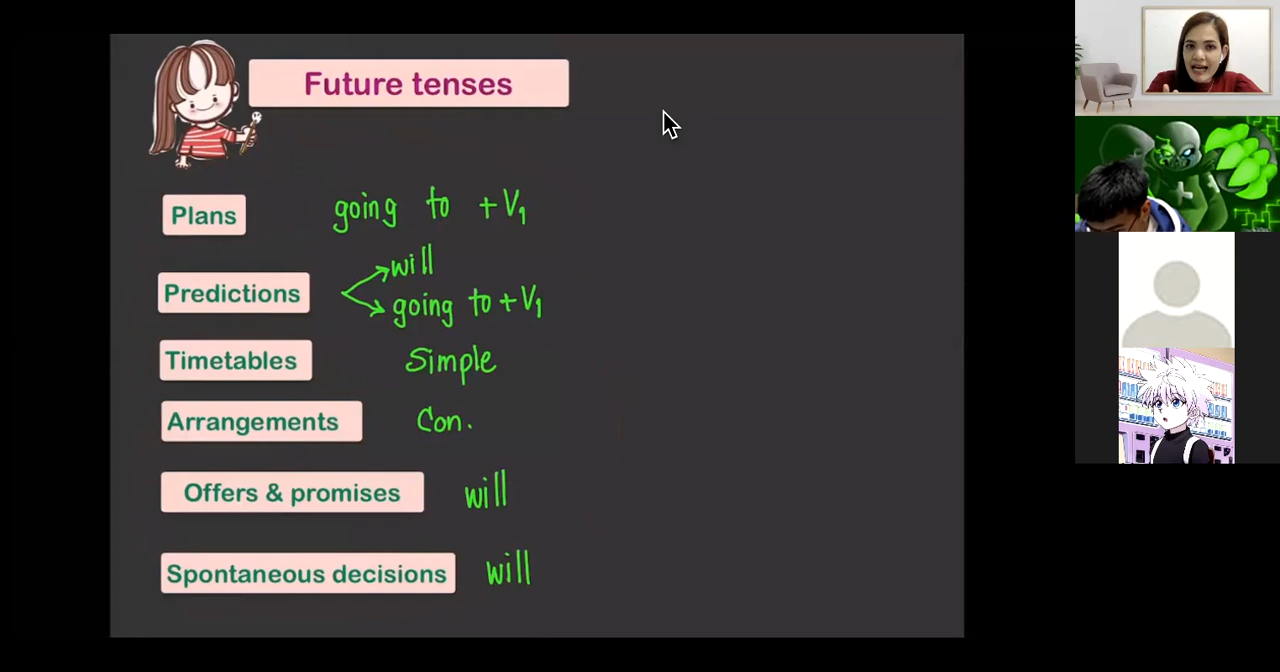 Future tenses
Plans going to + V1
will
Predictions
going to + V1
Timetables Simple
Arrangements Con.
Offers & promises will
Spontaneous decisions will